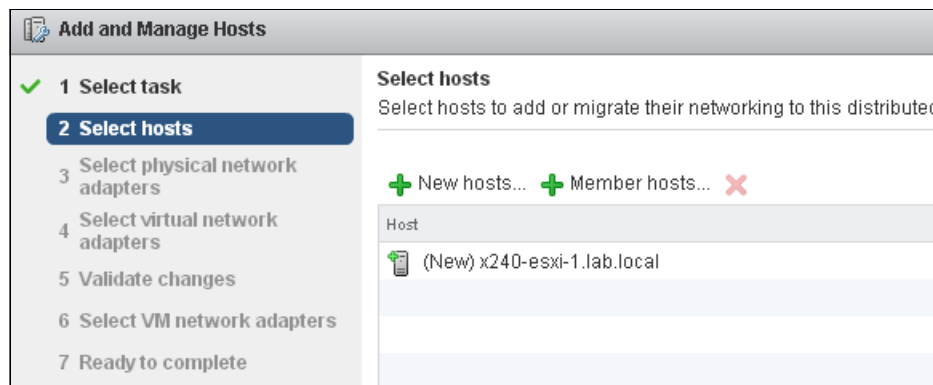 Add and Manage Hosts
1 Select task
2 Select hosts
3 Select physical network
adapters
4 Select virtual network
adapters
5 Validate changes
6 Select VM network adapters
7 Ready to complete
Select hosts
Select hosts to add or migrate their networking to this distributed
New hosts... Member hosts...
Host
(New) x240-esxi-1.lab.local